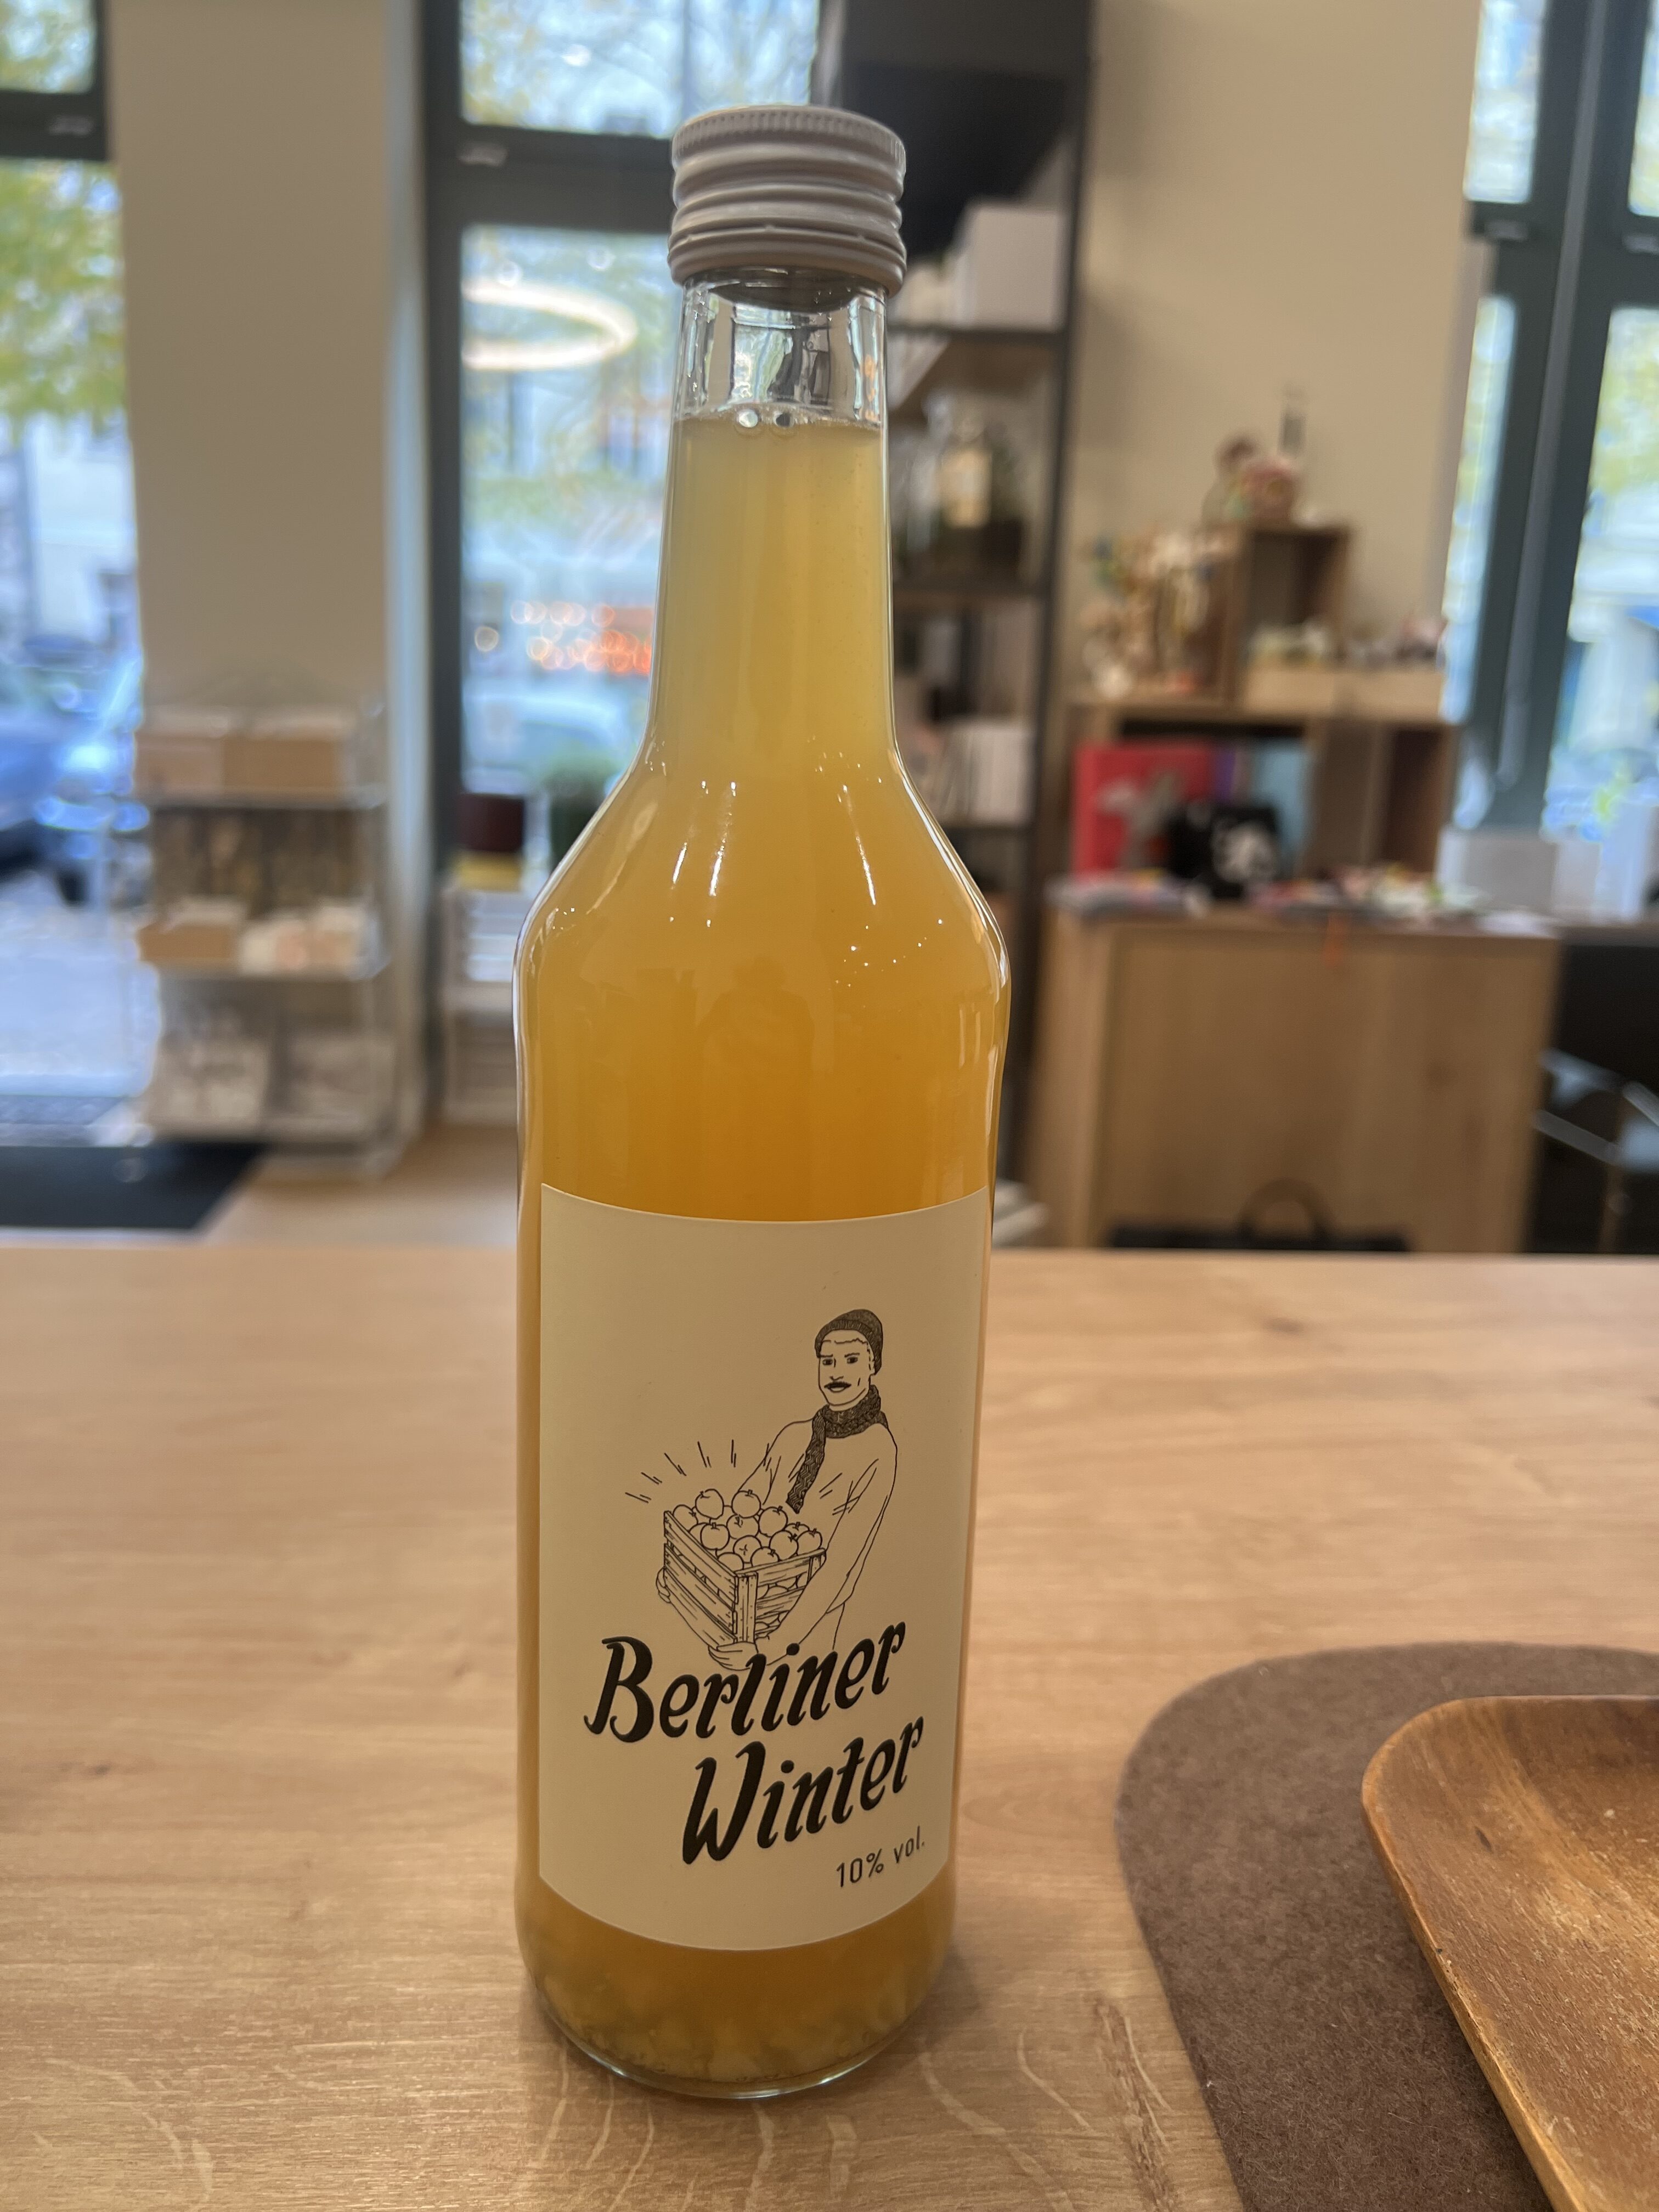 Berliner
Winter
10% vol.